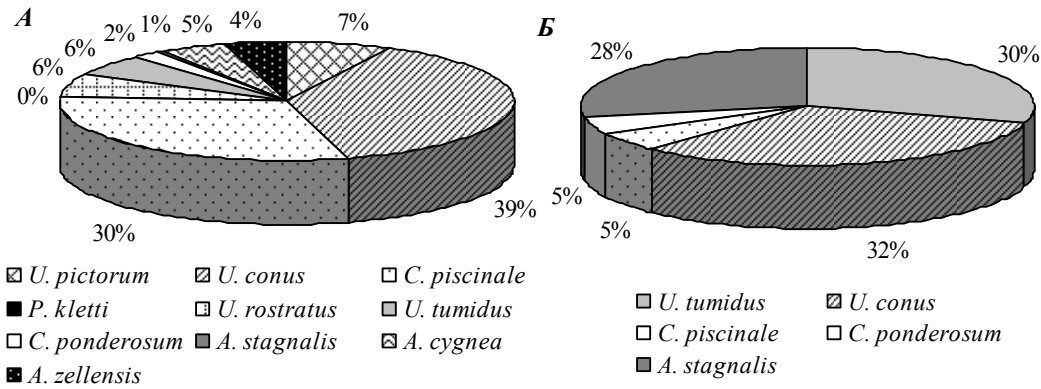 А
6% 6% 2% 1% 5% 4% 7%
0%
39%
30%
U. pictorum U. conus C. piscinale
P. kletti U. rostratus U. tumidus
C. ponderosum A. stagnalis A. cygnea
A. zellensis
Б
28% 30%
5%
5%
32%
U. tumidus U. conus
C. piscinale C. ponderosum
A. stagnalis